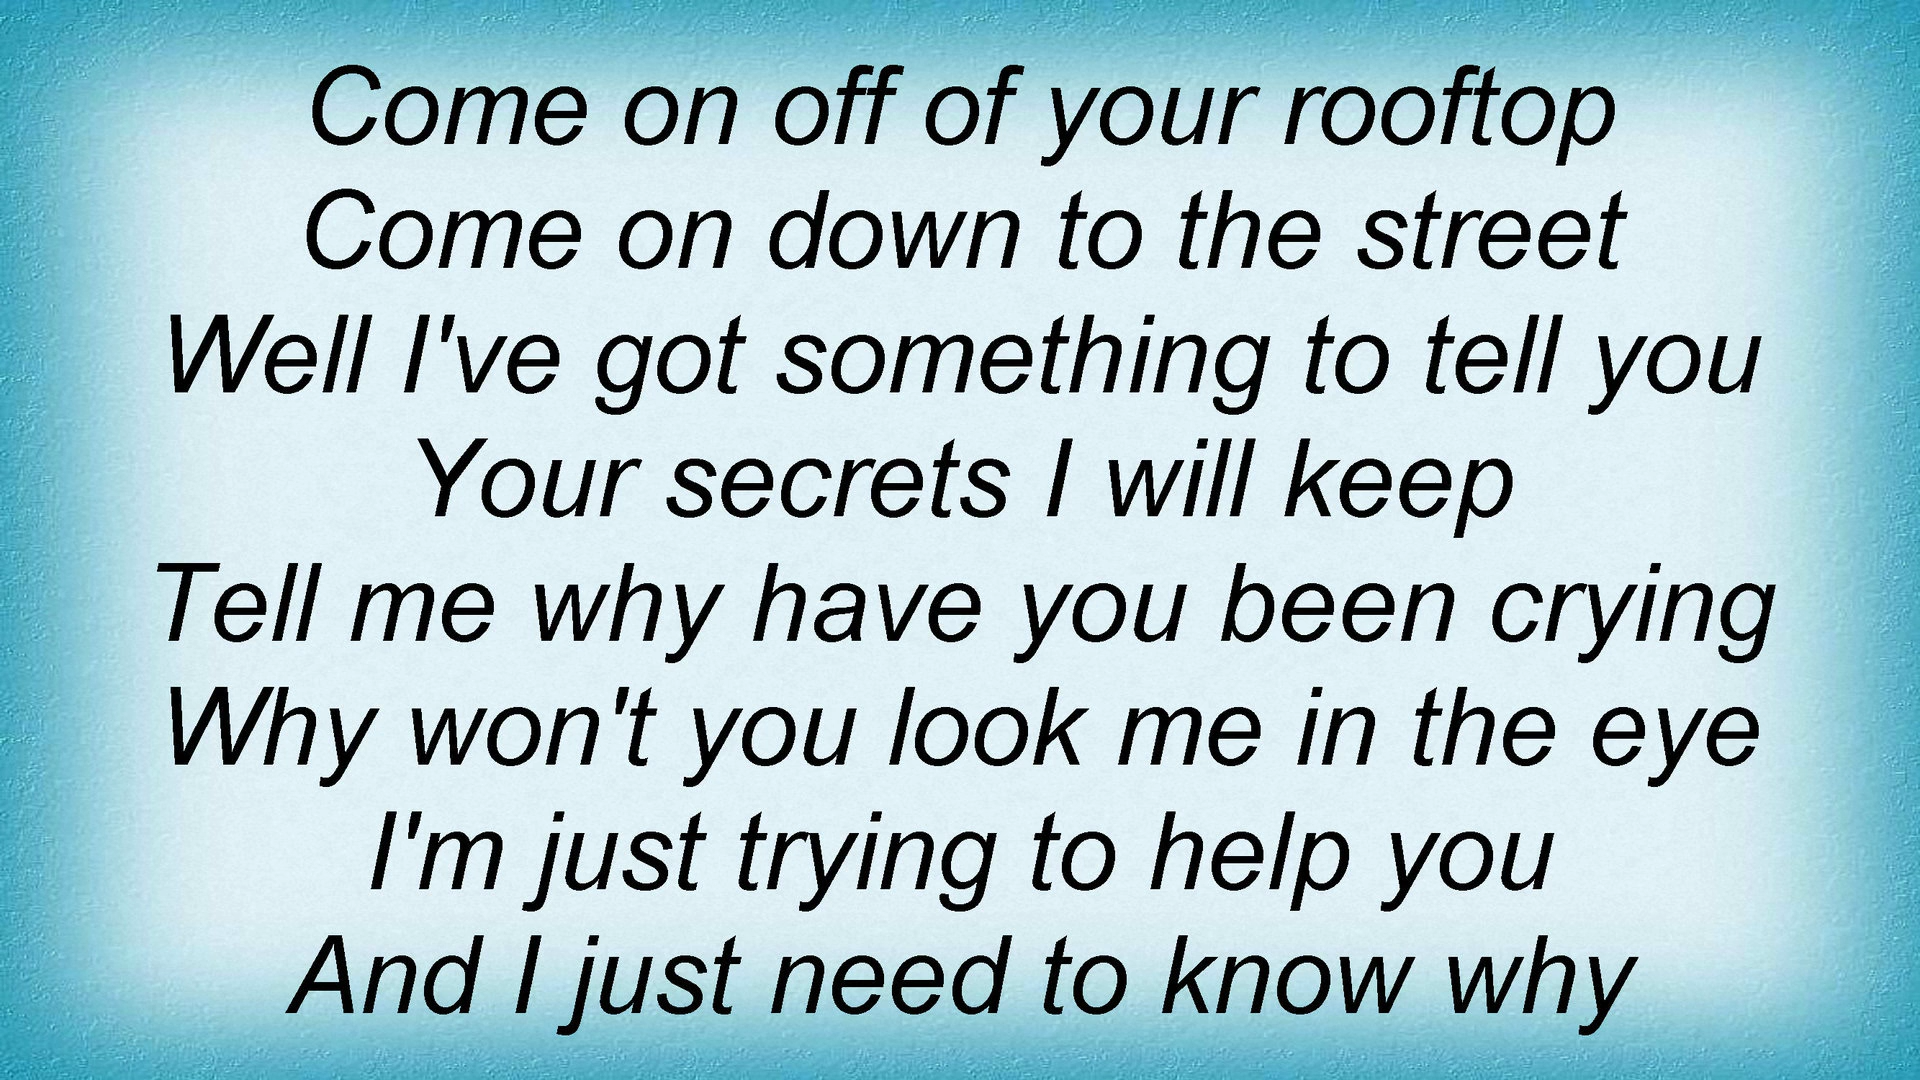 Come on off of your rooftop
Come on down to the street
Well I've got something to tell you
Your secrets I will keep
Tell me why have you been crying
Why won't you look me in the eye
I'm just trying to help you
And I just need to know why